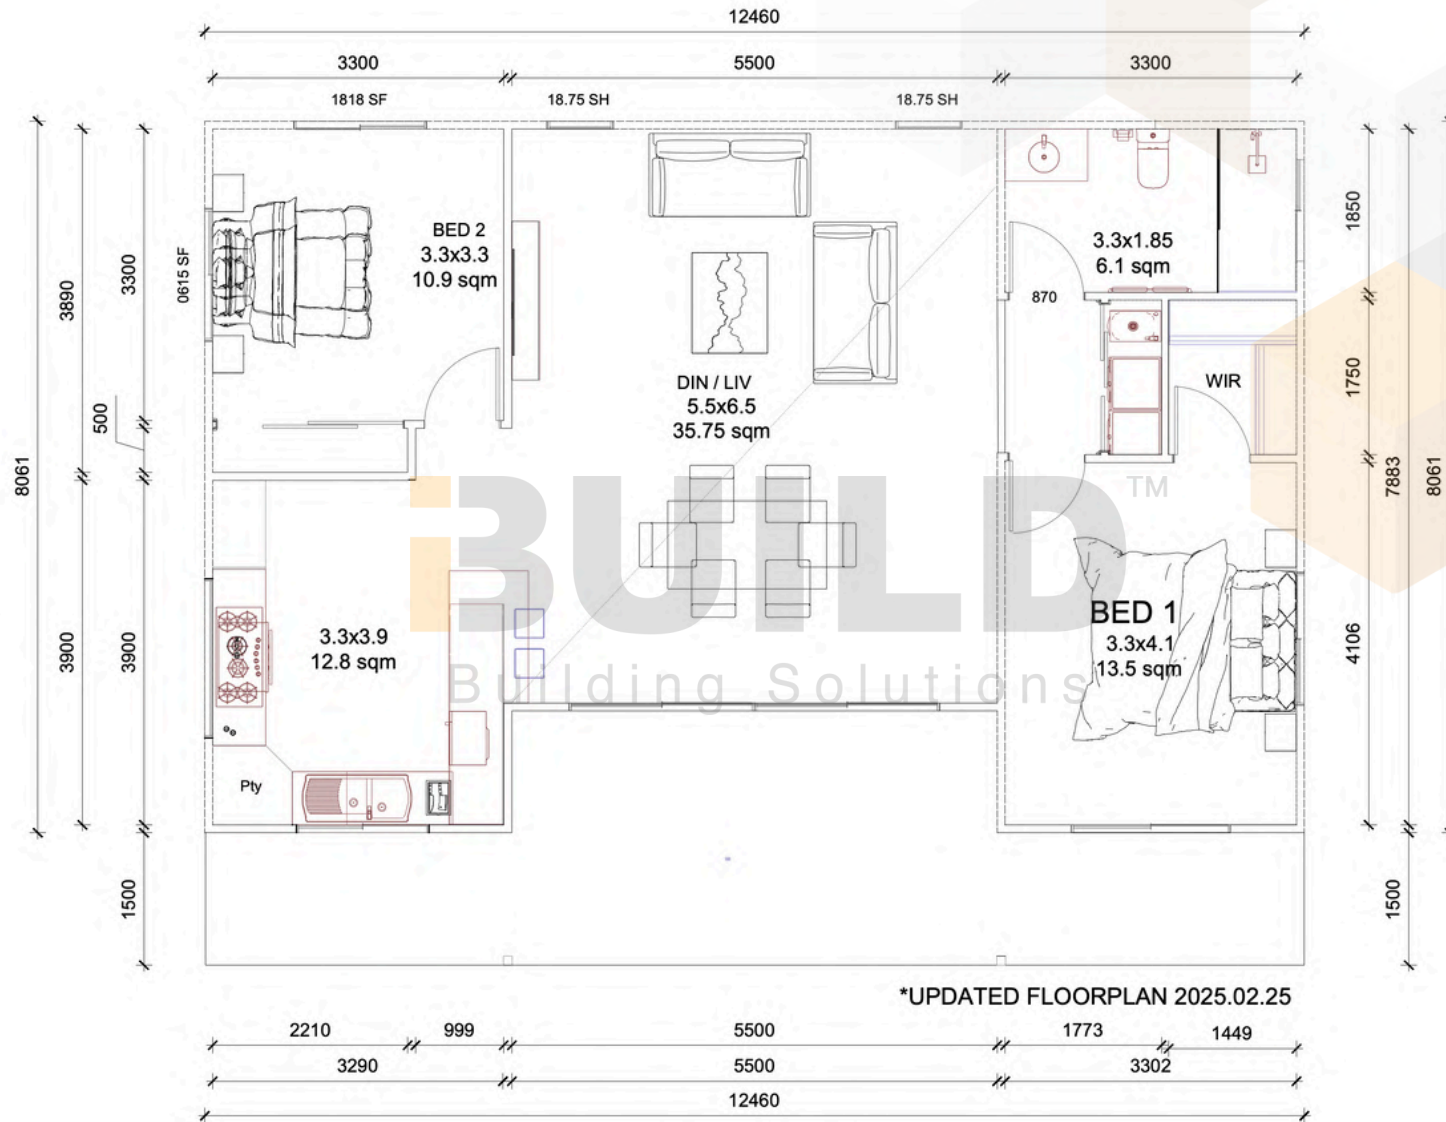 12460
3300
5500
3300
1818 SF
18.75 SH
18.75 SH
BED 2
3.3x3.3
10.9 sqm
0615 SF
3.3x1.85
6.1 sqm
870
DIN / LIV
5.5x6.5
35.75 sqm
WIR
3890
3300
500
8061
1850
1750
7883
8061
iBUILD™
Building Solutions
3.3x3.9
12.8 sqm
BED 1
3.3x4.1
13.5 sqm
3900
3900
4106
Pty
1500
1500
*UPDATED FLOORPLAN 2025.02.25
2210
999
5500
1773
1449
3290
5500
3302
12460